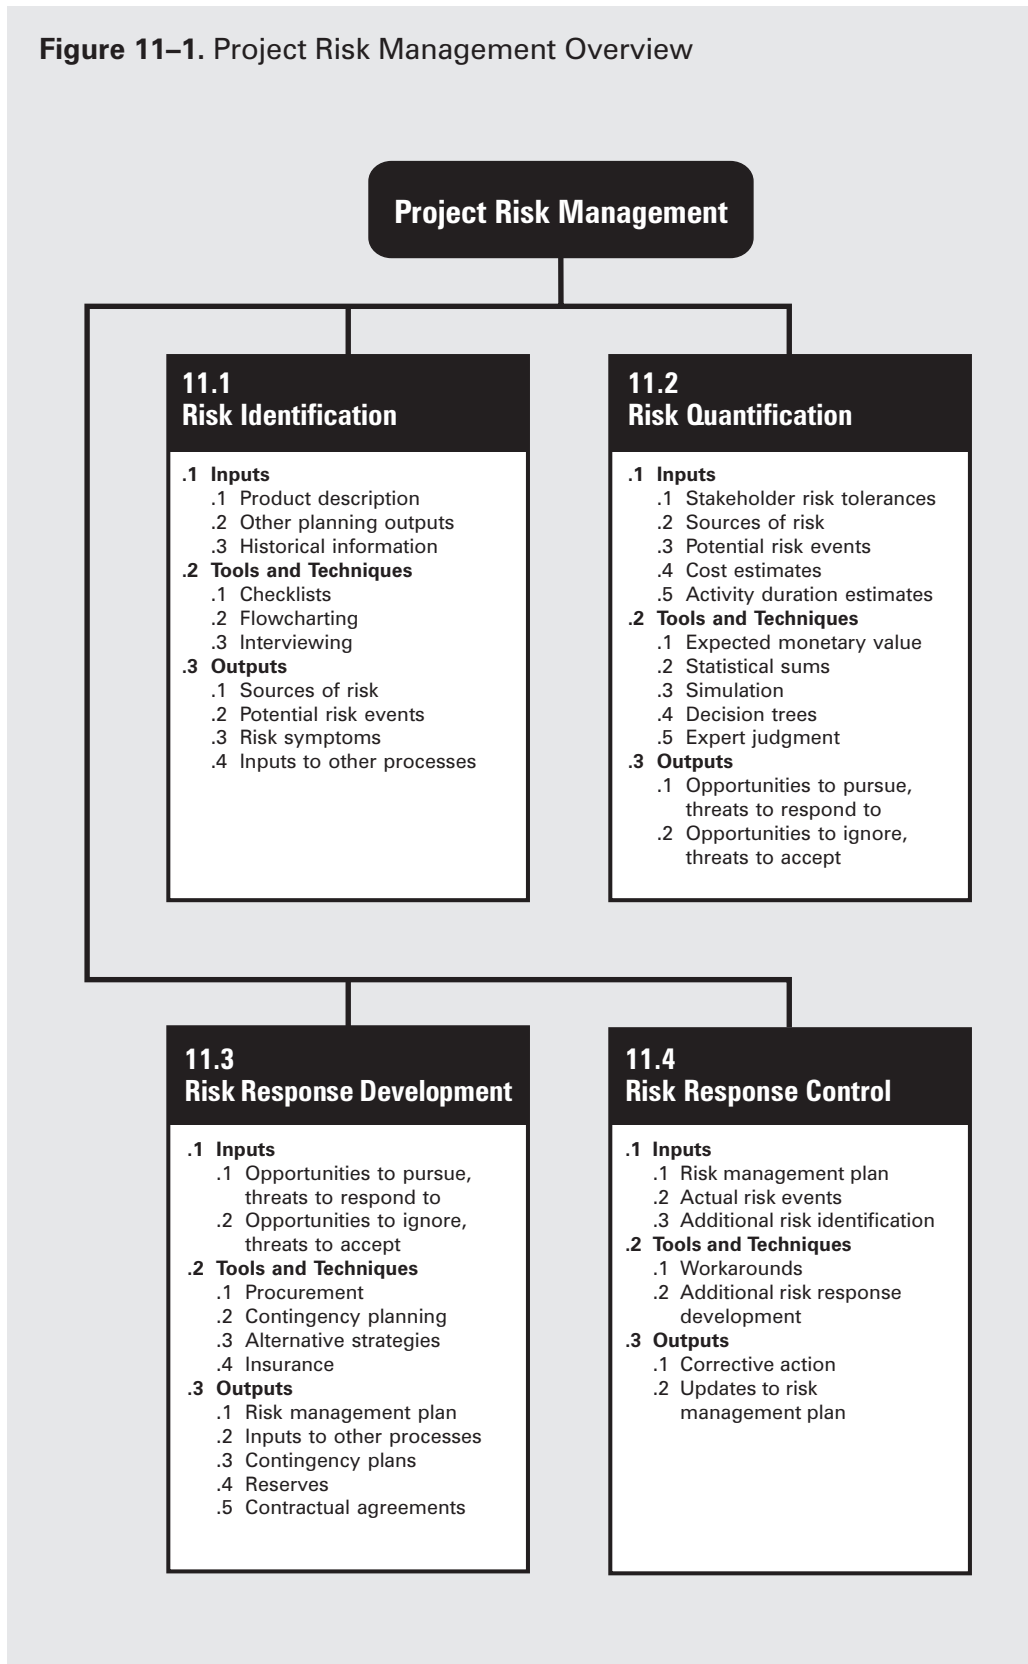 Figure 11–1. Project Risk Management Overview
Project Risk Management
11.1
Risk Identification
.1 Inputs
.1 Product description
.2 Other planning outputs
.3 Historical information
.2 Tools and Techniques
.1 Checklists
.2 Flowcharting
.3 Interviewing
.3 Outputs
.1 Sources of risk
.2 Potential risk events
.3 Risk symptoms
.4 Inputs to other processes
11.2
Risk Quantification
.1 Inputs
.1 Stakeholder risk tolerances
.2 Sources of risk
.3 Potential risk events
.4 Cost estimates
.5 Activity duration estimates
.2 Tools and Techniques
.1 Expected monetary value
.2 Statistical sums
.3 Simulation
.4 Decision trees
.5 Expert judgment
.3 Outputs
.1 Opportunities to pursue,
threats to respond to
.2 Opportunities to ignore,
threats to accept
11.3
Risk Response Development
.1 Inputs
.1 Opportunities to pursue,
threats to respond to
.2 Opportunities to ignore,
threats to accept
.2 Tools and Techniques
.1 Procurement
.2 Contingency planning
.3 Alternative strategies
.4 Insurance
.3 Outputs
.1 Risk management plan
.2 Inputs to other processes
.3 Contingency plans
.4 Reserves
.5 Contractual agreements
11.4
Risk Response Control
.1 Inputs
.1 Risk management plan
.2 Actual risk events
.3 Additional risk identification
.2 Tools and Techniques
.1 Workarounds
.2 Additional risk response
development
.3 Outputs
.1 Corrective action
.2 Updates to risk
management plan